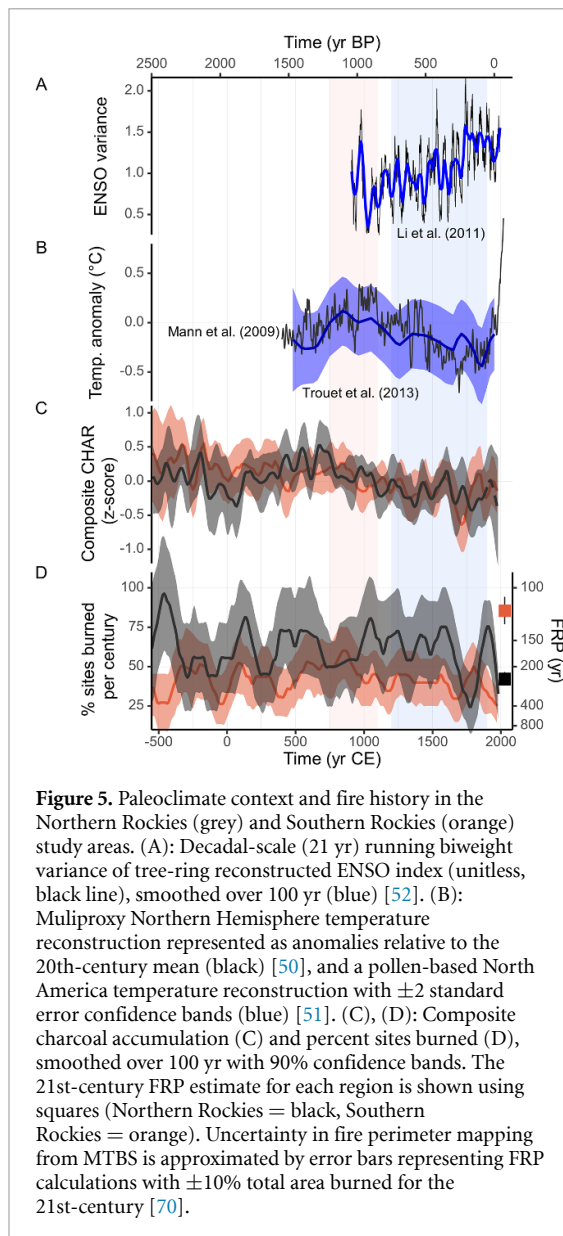 Time (yr BP)
2500 2000 1500 1000 500 0
A
2.0
1.5
1.0
0.5
ENSO variance
Li et al. (2011)
B
0.5
0.0
-0.5
Temp. anomaly (°C)
Mann et al. (2009)
Trouet et al. (2013)
C
1.0
0.5
0.0
-0.5
-1.0
Composite CHAR
(z-score)
D
100
75
50
25
% sites burned
per century
100
150
200
400
800
FRP (yr)
-500 0 500 1000 1500 2000
Time (yr CE)
Figure 5. Paleoclimate context and fire history in the
Northern Rockies (grey) and Southern Rockies (orange)
study areas. (A): Decadal-scale (21 yr) running biweight
variance of tree-ring reconstructed ENSO index (unitless,
black line), smoothed over 100 yr (blue) [52]. (B):
Muliproxy Northern Hemisphere temperature
reconstruction represented as anomalies relative to the
20th-century mean (black) [50], and a pollen-based North
America temperature reconstruction with ±2 standard
error confidence bands (blue) [51]. (C), (D): Composite
charcoal accumulation (C) and percent sites burned (D),
smoothed over 100 yr with 90% confidence bands. The
21st-century FRP estimate for each region is shown using
squares (Northern Rockies = black, Southern
Rockies = orange). Uncertainty in fire perimeter mapping
from MTBS is approximated by error bars representing FRP
calculations with ±10% total area burned for the
21st-century [70].